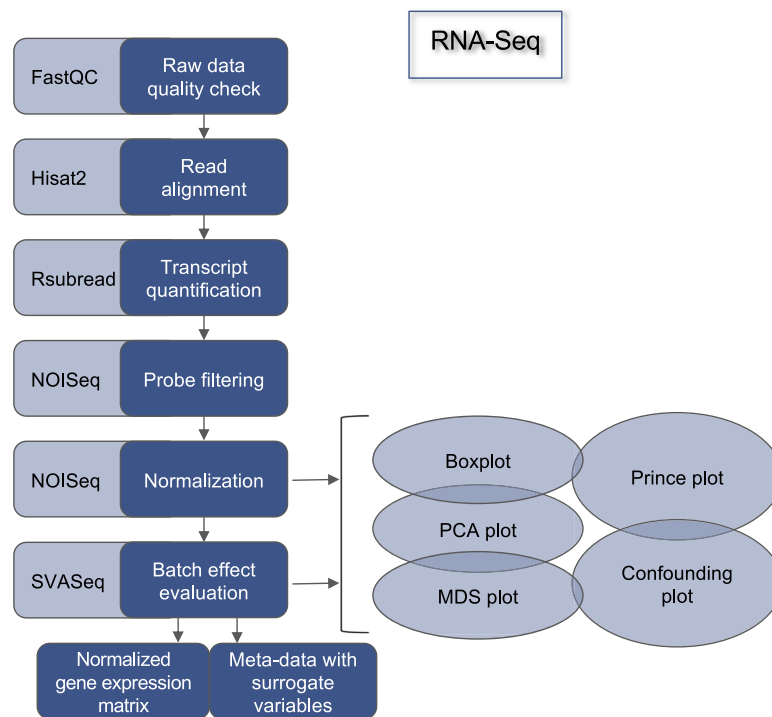 RNA-Seq
FastQC
Raw data
quality check
Hisat2
Read
alignment
Rsubread
Transcript
quantification
NOISeq
Probe filtering
NOISeq
Normalization
SVASeq
Batch effect
evaluation
Boxplot
Prince plot
PCA plot
MDS plot
Confounding
plot
Normalized
gene expression
matrix
Meta-data with
surrogate
variables